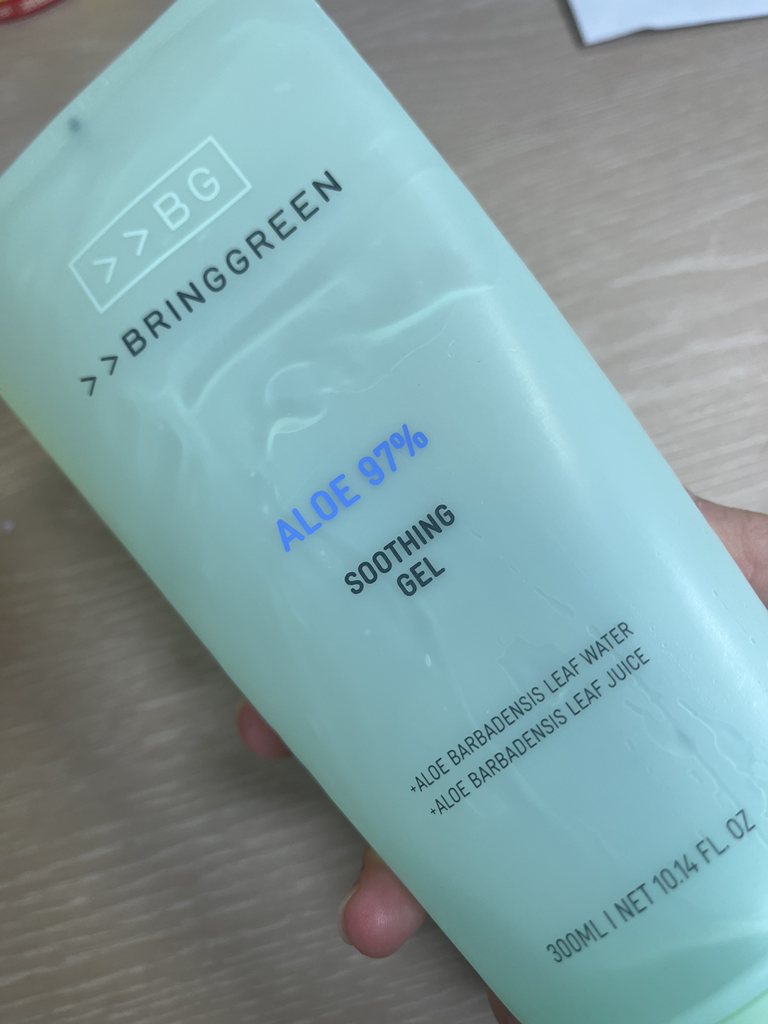 >>BG
>>BRINGGREEN
ALOE 97%
SOOTHING
GEL
+ALOE BARBADENSIS LEAF WATER
+ALOE BARBADENSIS LEAF JUICE
300ML | NET 10.14 FL. OZ